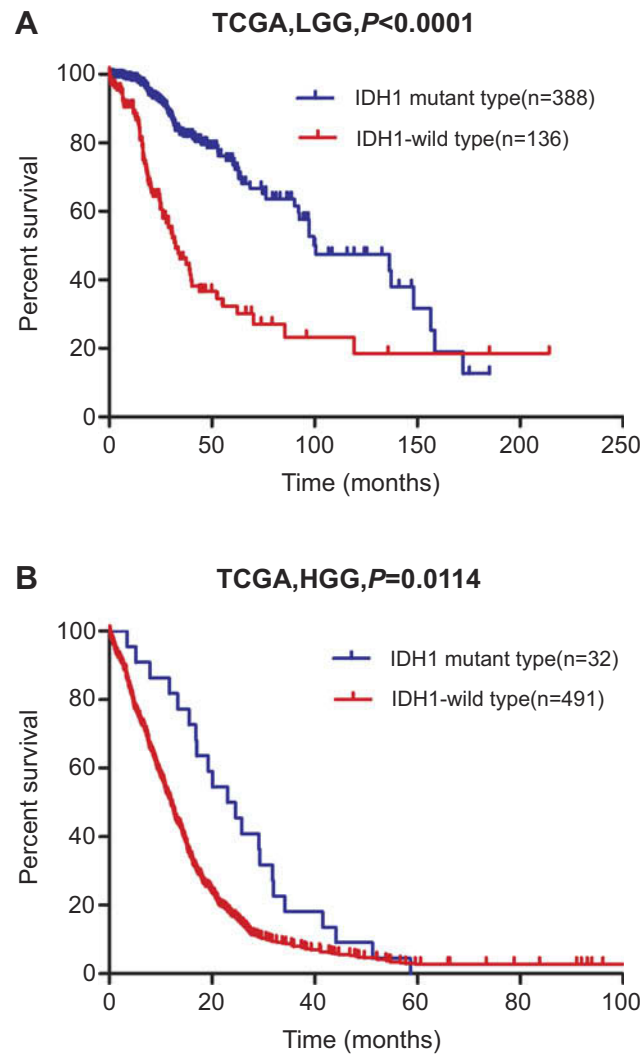 A
TCGA,LGG,P<0.0001
Percent survival
100
80
60
40
20
0
IDH1 mutant type(n=388)
IDH1-wild type(n=136)
0 50 100 150 200 250
Time (months)
B
TCGA,HGG,P=0.0114
Percent survival
100
80
60
40
20
0
IDH1 mutant type(n=32)
IDH1-wild type(n=491)
0 20 40 60 80 100
Time (months)